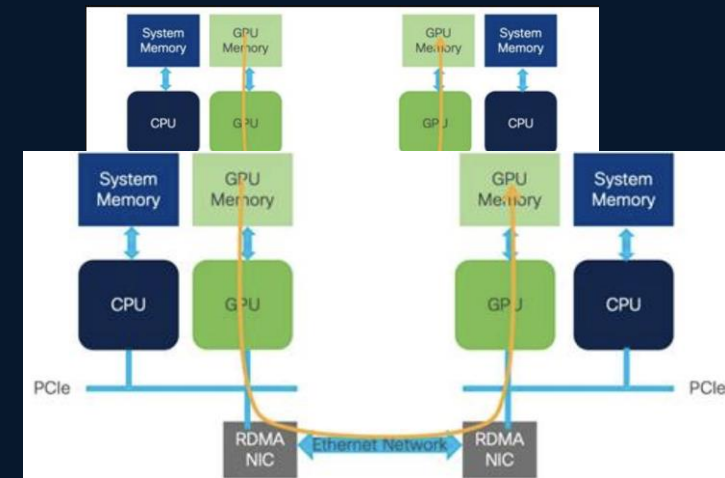 System
Memory
GPU
Memory
GPU
Memory
System
Memory
CPU
GPU
GPU
CPU
System
Memory
GPU
Memory
GPU
Memory
System
Memory
CPU
GPU
GPU
CPU
PCIe
PCIe
RDMA
NIC
Ethernet Network
RDMA
NIC